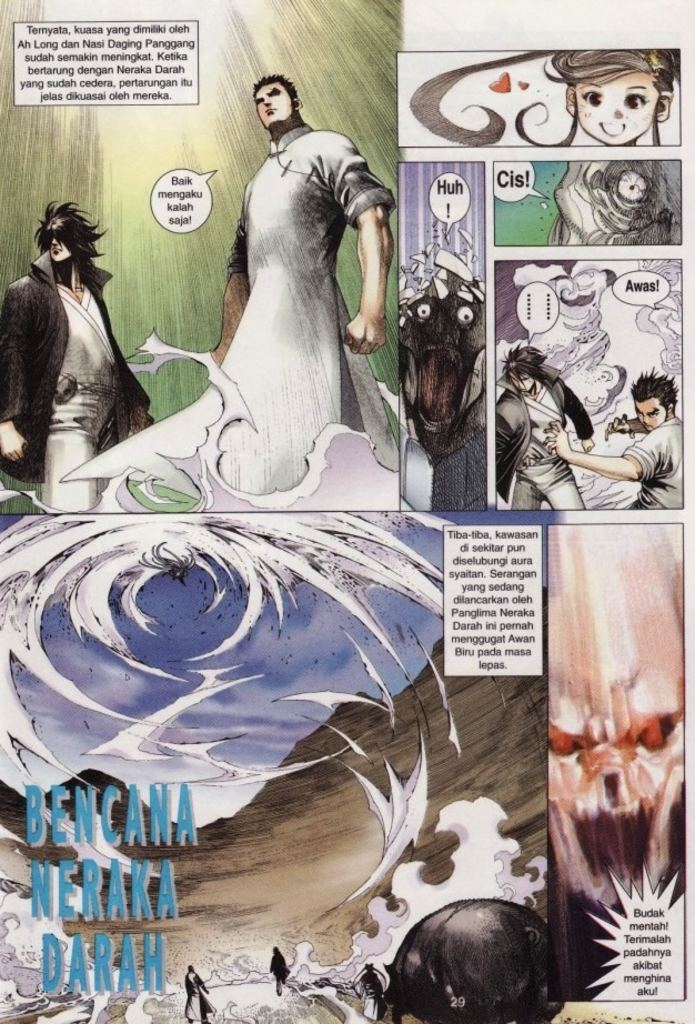 Ternyata, kuasa yang dimiliki oleh
Ah Long dan Nasi Daging Panggang
sudah semakin meningkat. Ketika
bertarung dengan Neraka Darah
yang sudah cedera, pertarungan itu
jelas dikuasai oleh mereka.
Baik
mengaku
kalah
saja!
Huh
!
Cis!
Awas!
Tiba-tiba, kawasan
di sekitar pun
diselubungi aura
syaitan. Serangan
yang sedang
dilancarkan oleh
Panglima Neraka
Darah ini pernah
menggugat Awan
Biru pada masa
lepas.
BENCANA
NERAKA
DARAH
Budak
mentah!
Terimalah
padahnya
akibat
menghina
aku!
29